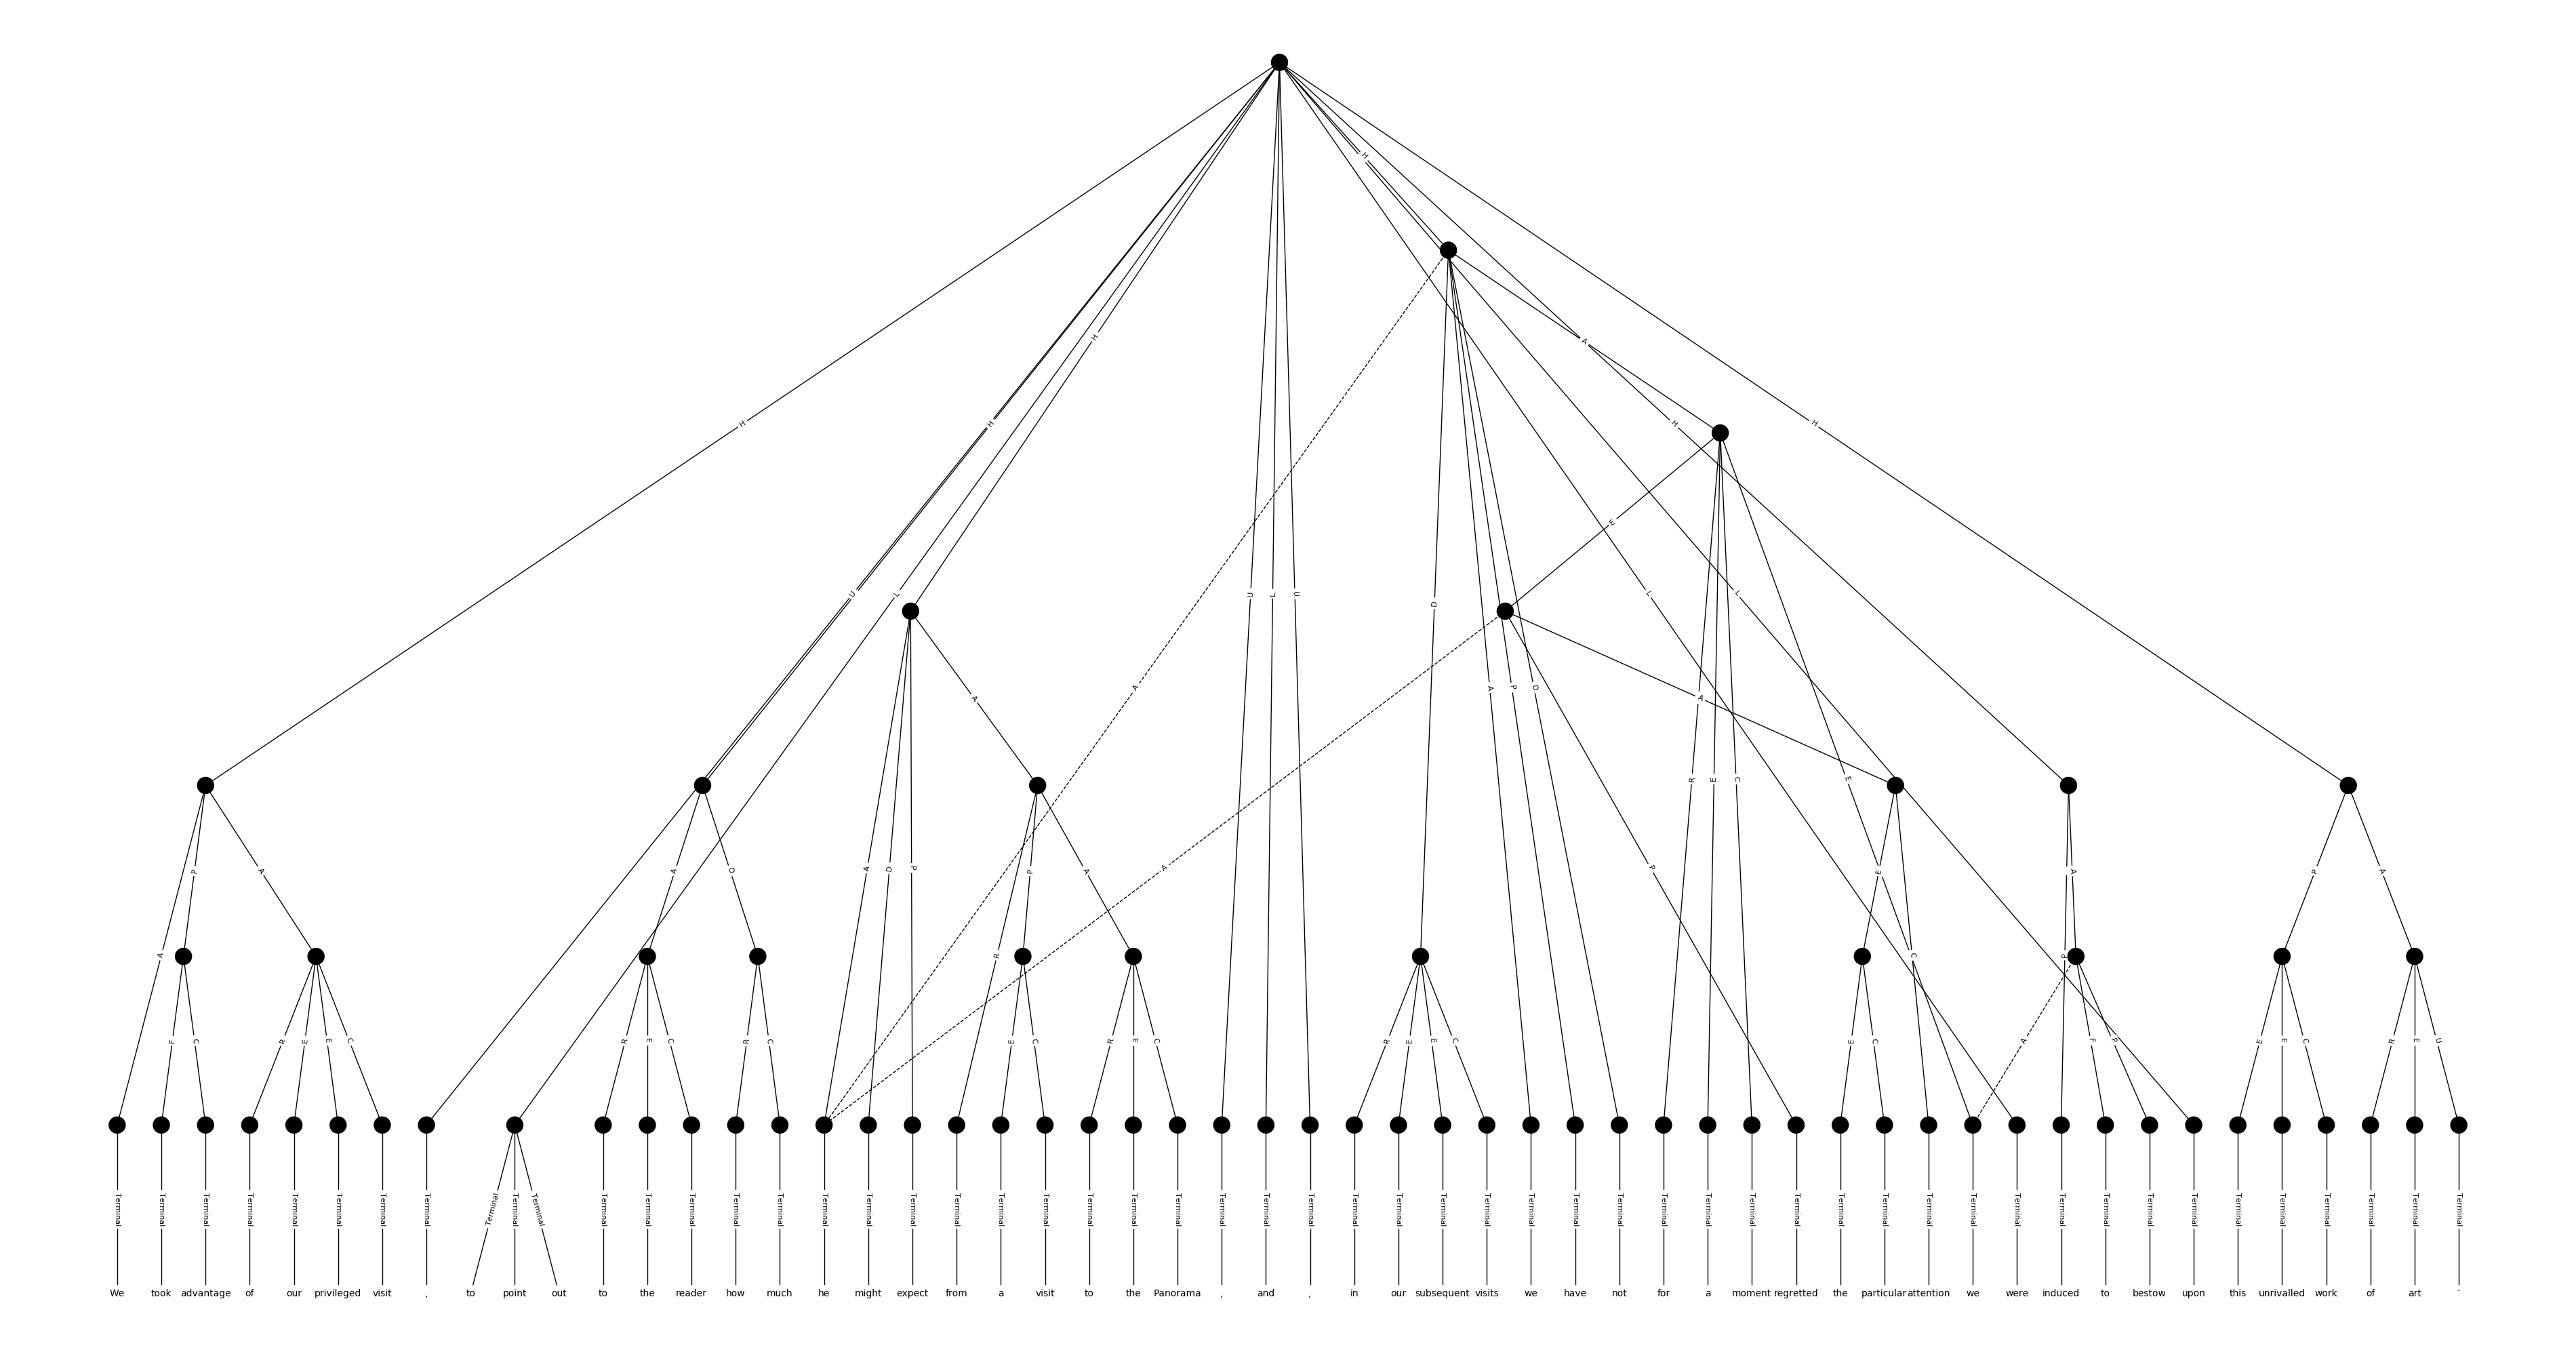 H
H
H
A
H
H
H
E
U
L
U
L
U
D
L
L
A
A
P
D
A
A
R
E
C
E
P
A
A
A
D
A
D
P
P
A
A
P
E
A
P
A
A
R
C
P
F
C
R
E
E
C
R
E
C
R
C
E
C
R
E
C
R
E
E
C
E
C
A
F
P
E
E
C
R
E
U
Terminal Terminal Terminal Terminal Terminal Terminal Terminal Terminal Terminal Terminal Terminal Terminal Terminal Terminal Terminal Terminal Terminal Terminal Terminal Terminal Terminal Terminal Terminal Terminal Terminal Terminal Terminal Terminal Terminal Terminal Terminal Terminal Terminal Terminal Terminal Terminal Terminal Terminal Terminal Terminal Terminal Terminal Terminal Terminal Terminal Terminal Terminal Terminal Terminal Terminal Terminal Terminal Terminal Terminal Terminal
We took advantage of our privileged visit , to point out to the reader how much he might expect from a visit to the Panorama , and , in our subsequent visits we have not for a moment regretted the particular attention we were induced to bestow upon this unrivalled work of art .